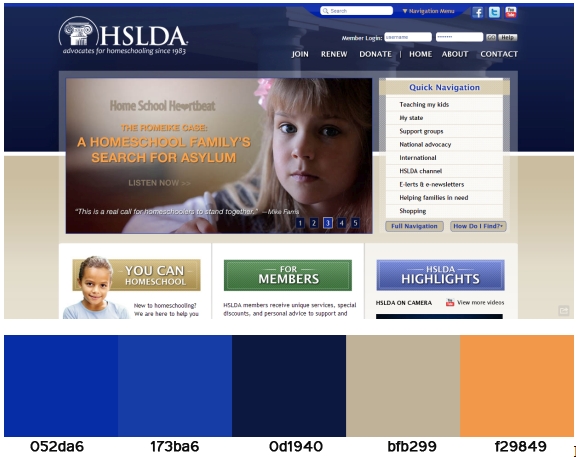 Search
Navigation Menu
HSLDA
advocates for homeschooling since 1983
Member Login: username ******** GO Help
JOIN RENEW DONATE | HOME ABOUT CONTACT
Home School Heartbeat
THE ROMEIKE CASE:
A HOMESCHOOL FAMILY'S
SEARCH FOR ASYLUM
LISTEN NOW >>
"This is a real call for homeschoolers to stand together." —Mike Farris
1 2 3 4 5
Quick Navigation
Teaching my kids
My state
Support groups
National advocacy
International
HSLDA channel
E-lerts & e-newsletters
Helping families in need
Shopping
Full Navigation
How Do I Find?
YOU CAN
HOMESCHOOL
New to homeschooling?
We are here to help you
FOR
MEMBERS
HSLDA members receive unique services, special
discounts, and personal advice to support and
HSLDA
HIGHLIGHTS
HSLDA ON CAMERA
View more videos
052da6 173ba6 0d1940 bfb299 f29849